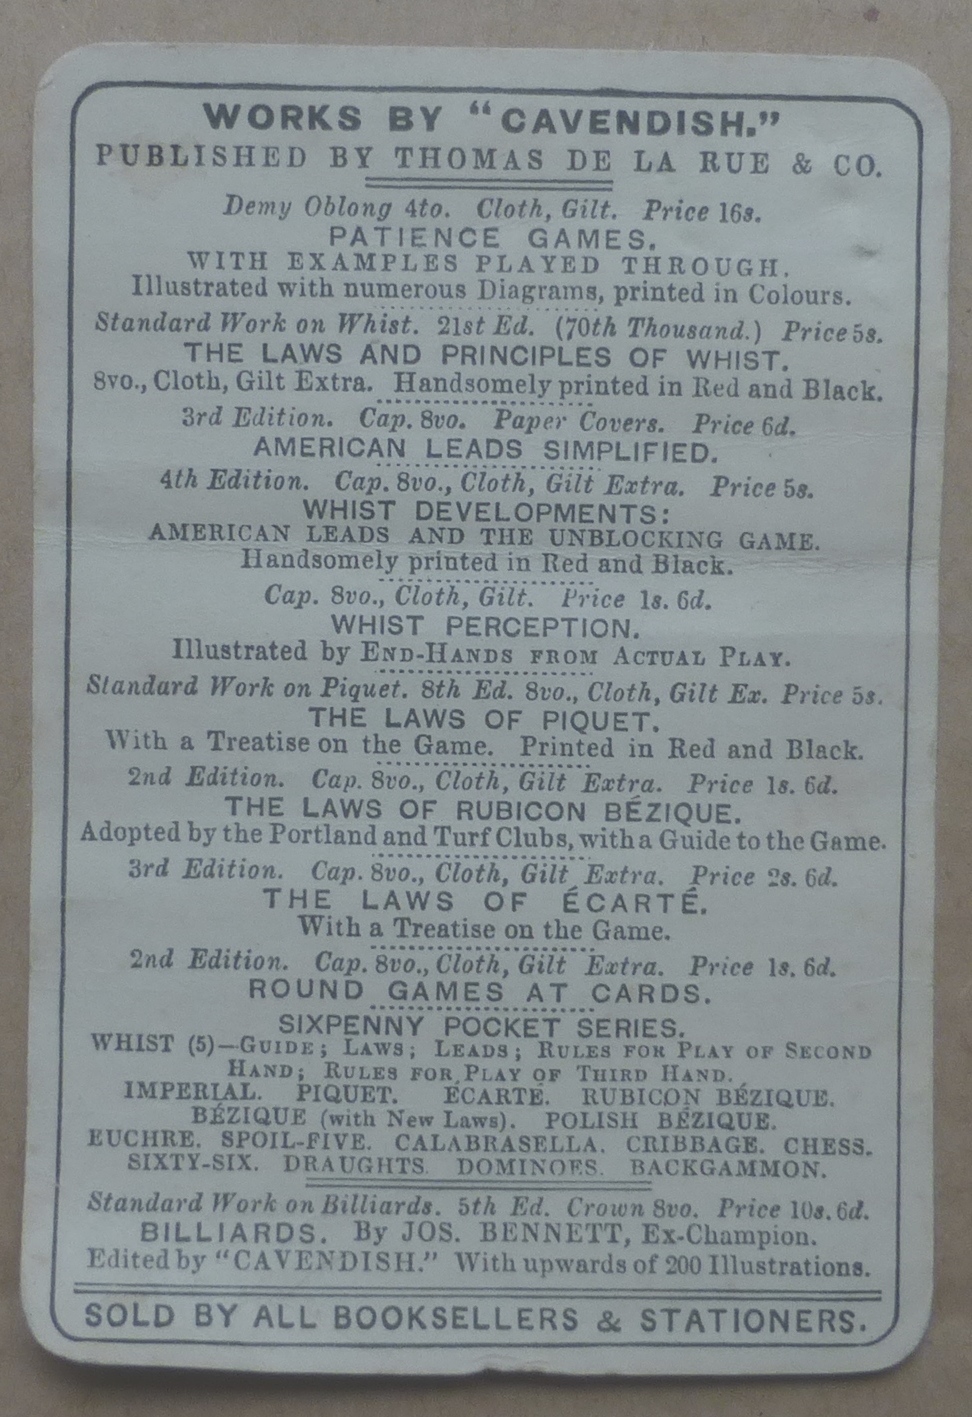 WORKS BY “CAVENDISH.”
PUBLISHED BY THOMAS DE LA RUE & CO.
Demy Oblong 4to. Cloth, Gilt. Price 16s.
PATIENCE GAMES.
WITH EXAMPLES PLAYED THROUGH.
Illustrated with numerous Diagrams, printed in Colours.
Standard Work on Whist. 21st Ed. (70th Thousand.) Price 5s.
THE LAWS AND PRINCIPLES OF WHIST.
8vo., Cloth, Gilt Extra. Handsomely printed in Red and Black.
3rd Edition. Cap. 8vo. Paper Covers. Price 6d.
AMERICAN LEADS SIMPLIFIED.
4th Edition. Cap. 8vo., Cloth, Gilt Extra. Price 5s.
WHIST DEVELOPMENTS:
AMERICAN LEADS AND THE UNBLOCKING GAME.
Handsomely printed in Red and Black.
Cap. 8vo., Cloth, Gilt. Price 1s. 6d.
WHIST PERCEPTION.
Illustrated by END-HANDS FROM ACTUAL PLAY.
Standard Work on Piquet. 8th Ed. 8vo., Cloth, Gilt Ex. Price 5s.
THE LAWS OF PIQUET.
With a Treatise on the Game. Printed in Red and Black.
2nd Edition. Cap. 8vo., Cloth, Gilt Extra. Price 1s. 6d.
THE LAWS OF RUBICON BÉZIQUE.
Adopted by the Portland and Turf Clubs, with a Guide to the Game.
3rd Edition. Cap. 8vo., Cloth, Gilt Extra. Price 2s. 6d.
THE LAWS OF ÉCARTÉ.
With a Treatise on the Game.
2nd Edition. Cap. 8vo., Cloth, Gilt Extra. Price 1s. 6d.
ROUND GAMES AT CARDS.
SIXPENNY POCKET SERIES.
WHIST (5)—GUIDE; LAWS; LEADS; RULES FOR PLAY OF SECOND
HAND; RULES FOR PLAY OF THIRD HAND.
IMPERIAL. PIQUET. ÉCARTÉ. RUBICON BÉZIQUE.
BÉZIQUE (with New Laws). POLISH BÉZIQUE.
EUCHRE. SPOIL-FIVE. CALABRASELLA. CRIBBAGE. CHESS.
SIXTY-SIX. DRAUGHTS. DOMINOES. BACKGAMMON.
Standard Work on Billiards. 5th Ed. Crown 8vo. Price 10s. 6d.
BILLIARDS. By JOS. BENNETT, Ex-Champion.
Edited by “CAVENDISH.” With upwards of 200 Illustrations.
SOLD BY ALL BOOKSELLERS & STATIONERS.